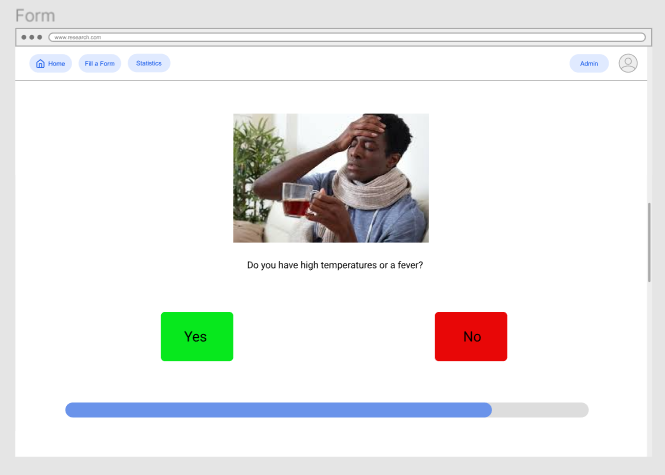 Form
www.research.com
Home
Fill a Form
Statistics
Admin
Do you have high temperatures or a fever?
Yes
No